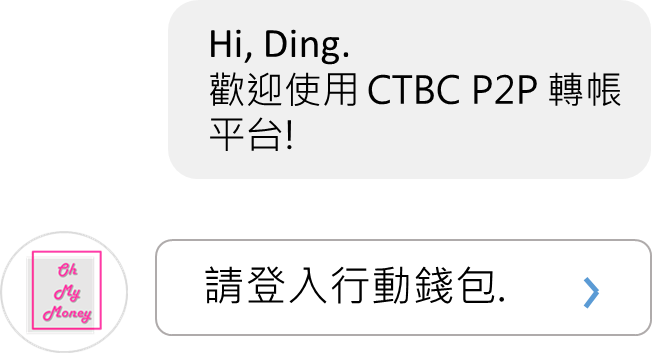 Hi, Ding.
歡迎使用 CTBC P2P 轉帳
平台!
Oh
My
Money
請登入行動錢包.